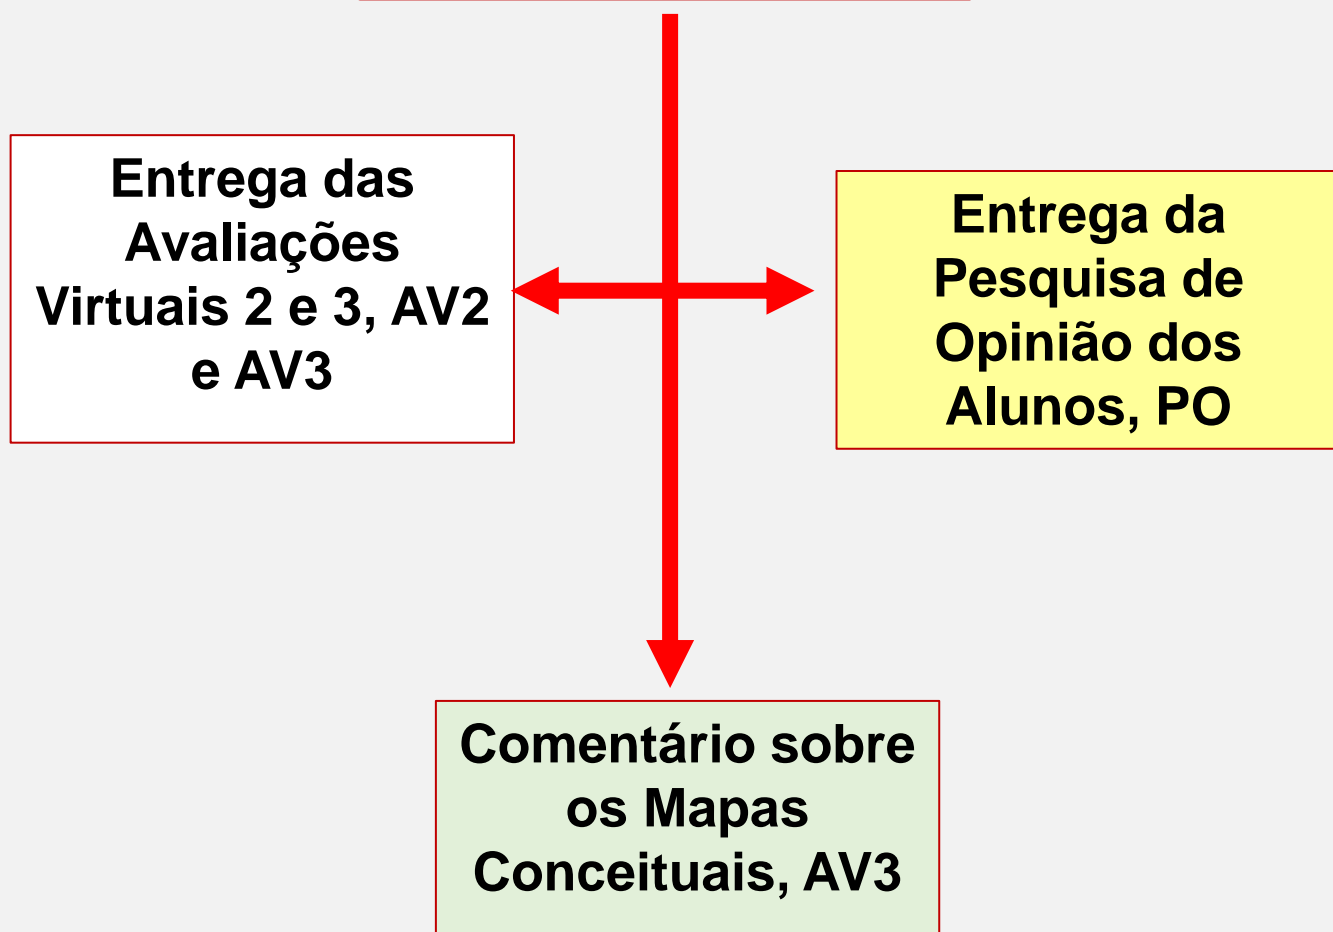 Entrega das
Avaliações
Virtuais 2 e 3, AV2
e AV3
Entrega da
Pesquisa de
Opinião dos
Alunos, PO
Comentário sobre
os Mapas
Conceituais, AV3